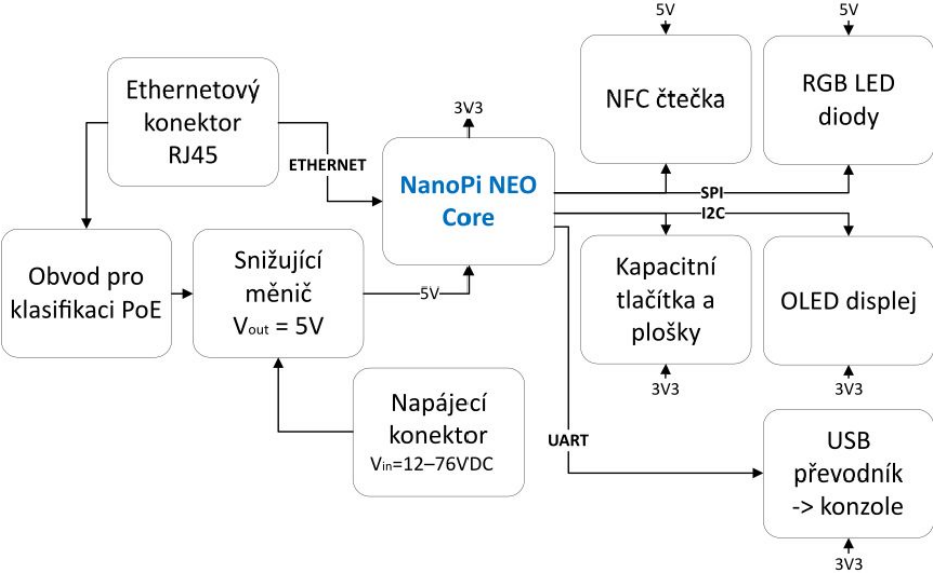 5V
5V
Ethernetový
konektor
RJ45
NFC čtečka
RGB LED
diody
3V3
ETHERNET
NanoPi NEO
Core
SPI
I2C
Obvod pro
klasifikaci PoE
Snižující
měnič
Vout = 5V
5V
Kapacitní
tlačítka a
plošky
OLED displej
3V3
3V3
Napájecí
konektor
Vin=12–76VDC
UART
USB
převodník
-> konzole
3V3